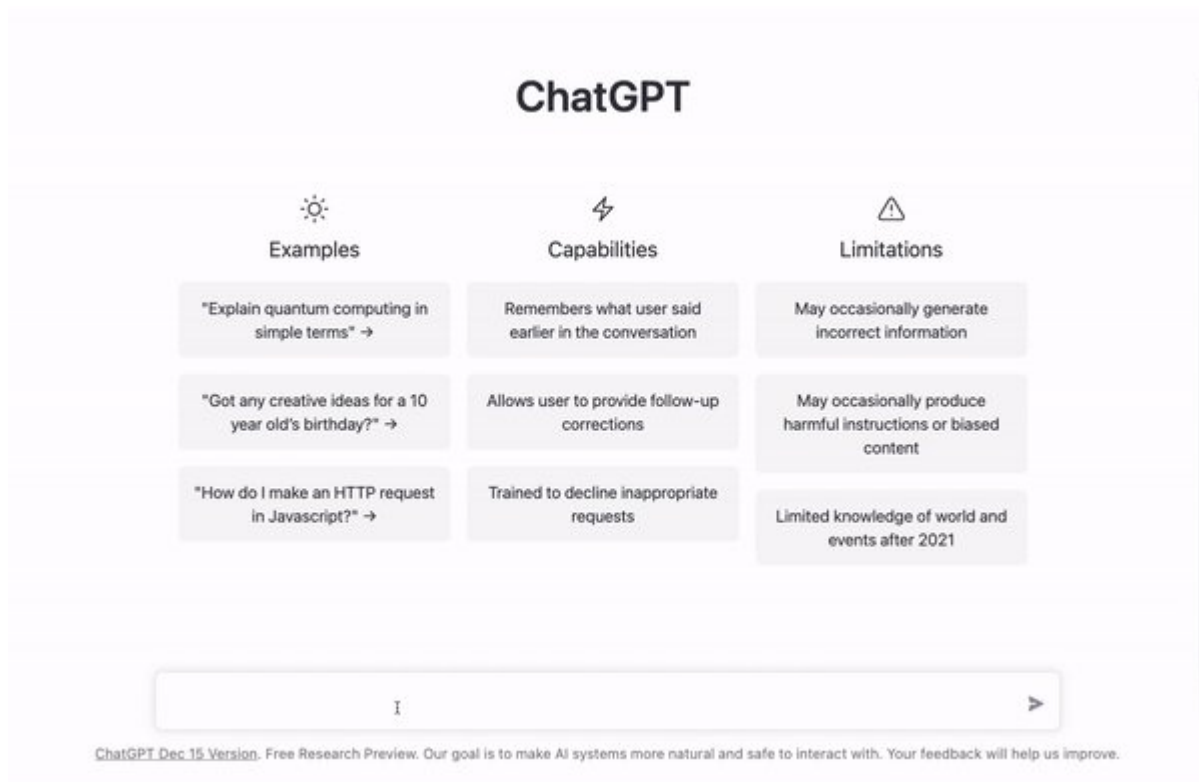 ChatGPT
Examples
"Explain quantum computing in
simple terms" →
"Got any creative ideas for a 10
year old's birthday?" →
"How do I make an HTTP request
in Javascript?" →
Capabilities
Remembers what user said
earlier in the conversation
Allows user to provide follow-up
corrections
Trained to decline inappropriate
requests
Limitations
May occasionally generate
incorrect information
May occasionally produce
harmful instructions or biased
content
Limited knowledge of world and
events after 2021
ChatGPT Dec 15 Version. Free Research Preview. Our goal is to make AI systems more natural and safe to interact with. Your feedback will help us improve.